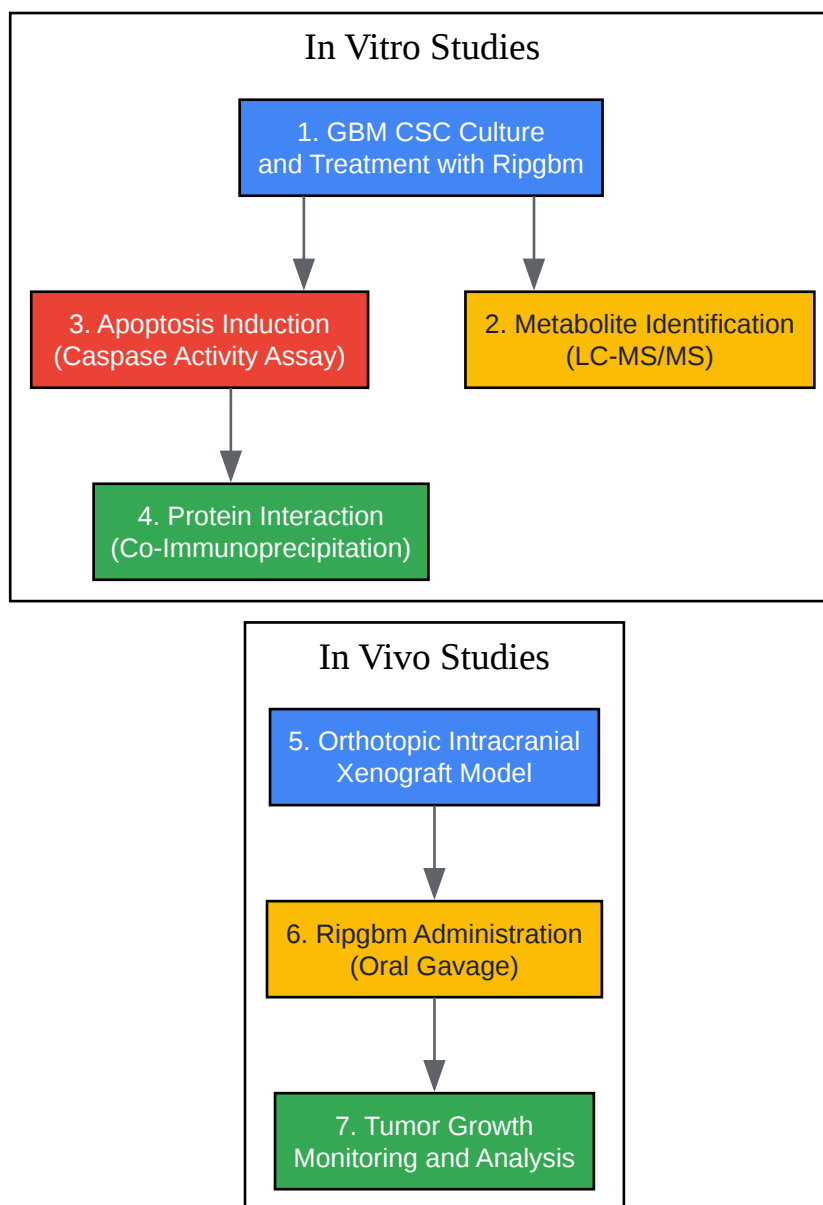 In Vitro Studies
1. GBM CSC Culture
and Treatment with Ripgbm
3. Apoptosis Induction
(Caspase Activity Assay)
2. Metabolite Identification
(LC-MS/MS)
4. Protein Interaction
(Co-Immunoprecipitation)
In Vivo Studies
5. Orthotopic Intracranial
Xenograft Model
6. Ripgbm Administration
(Oral Gavage)
7. Tumor Growth
Monitoring and Analysis